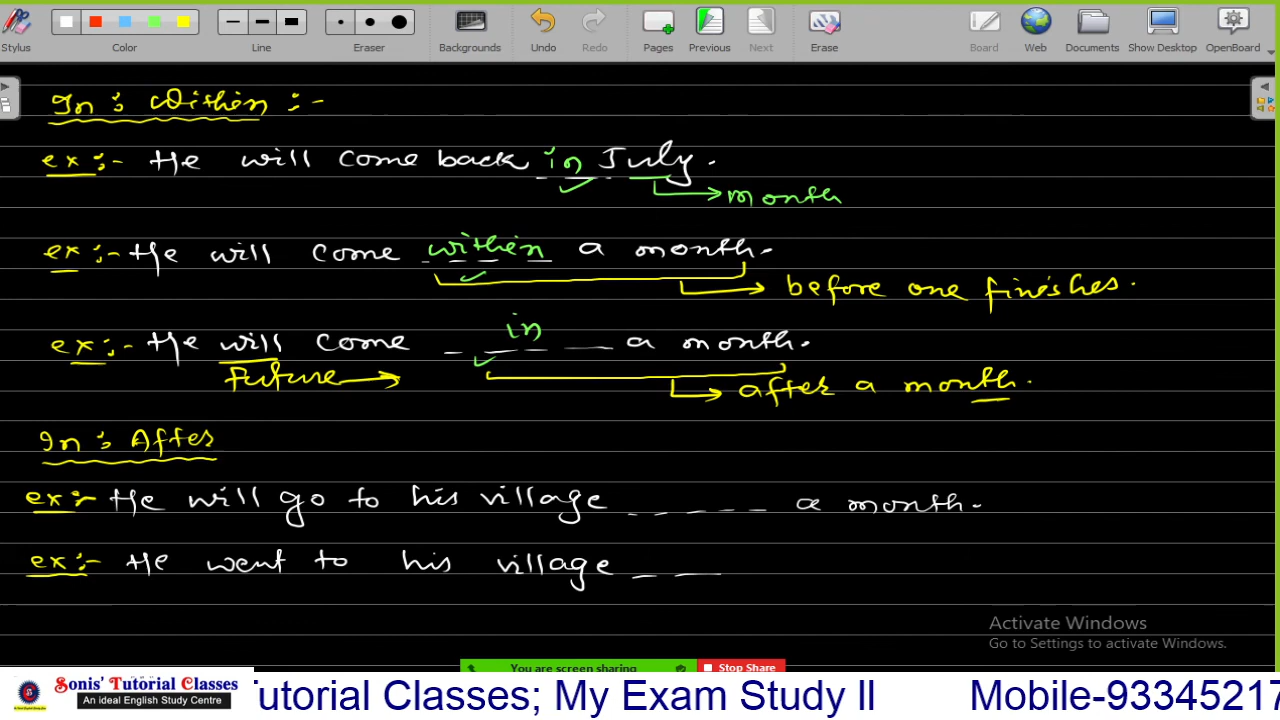 Stylus Color Line Eraser Backgrounds Undo Redo Pages Previous Next Erase Board Web Documents Show Desktop OpenBoard
In : Within :-
ex :- He will come back in July.
month
ex :- He will come within a month.
before one finishes.
ex :- He will come __ in __ a month.
Future
after a month.
In : After
ex :- He will go to his village _ _ _ _ _ a month.
ex :- He went to his village _ __
Activate Windows
Go to Settings to activate Windows.
You are screen sharing Stop Share
Sonis' Tutorial Classes
An ideal English Study Centre
utorial Classes; My Exam Study ll Mobile-93345217